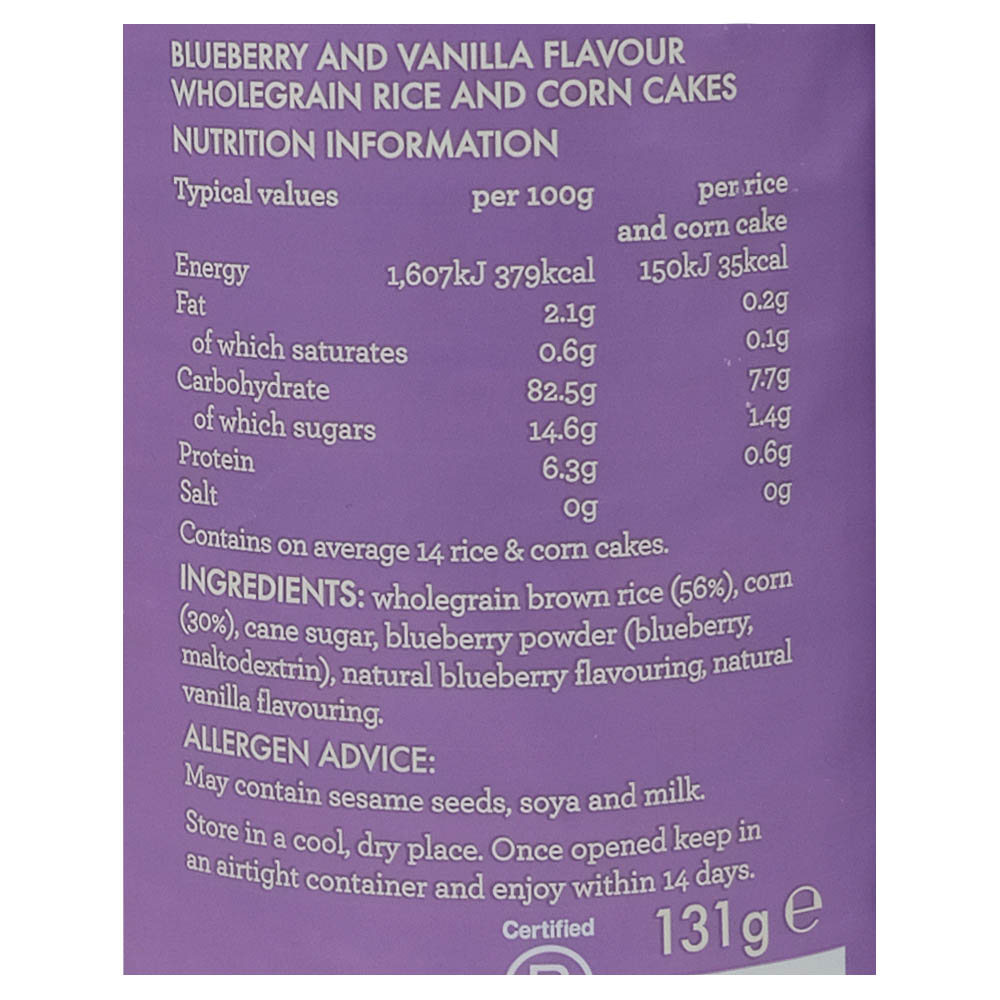 BLUEBERRY AND VANILLA FLAVOUR
WHOLEGRAIN RICE AND CORN CAKES
NUTRITION INFORMATION
Typical values per 100g per rice and corn cake
Energy 1,607kJ 379kcal 150kJ 35kcal
Fat 2.1g 0.2g
of which saturates 0.6g 0.1g
Carbohydrate 82.5g 7.7g
of which sugars 14.6g 1.4g
Protein 6.3g 0.6g
Salt 0g 0g
Contains on average 14 rice & corn cakes.
INGREDIENTS: wholegrain brown rice (56%), corn
(30%), cane sugar, blueberry powder (blueberry,
maltodextrin), natural blueberry flavouring, natural
vanilla flavouring.
ALLERGEN ADVICE:
May contain sesame seeds, soya and milk.
Store in a cool, dry place. Once opened keep in
an airtight container and enjoy within 14 days.
Certified 131g e